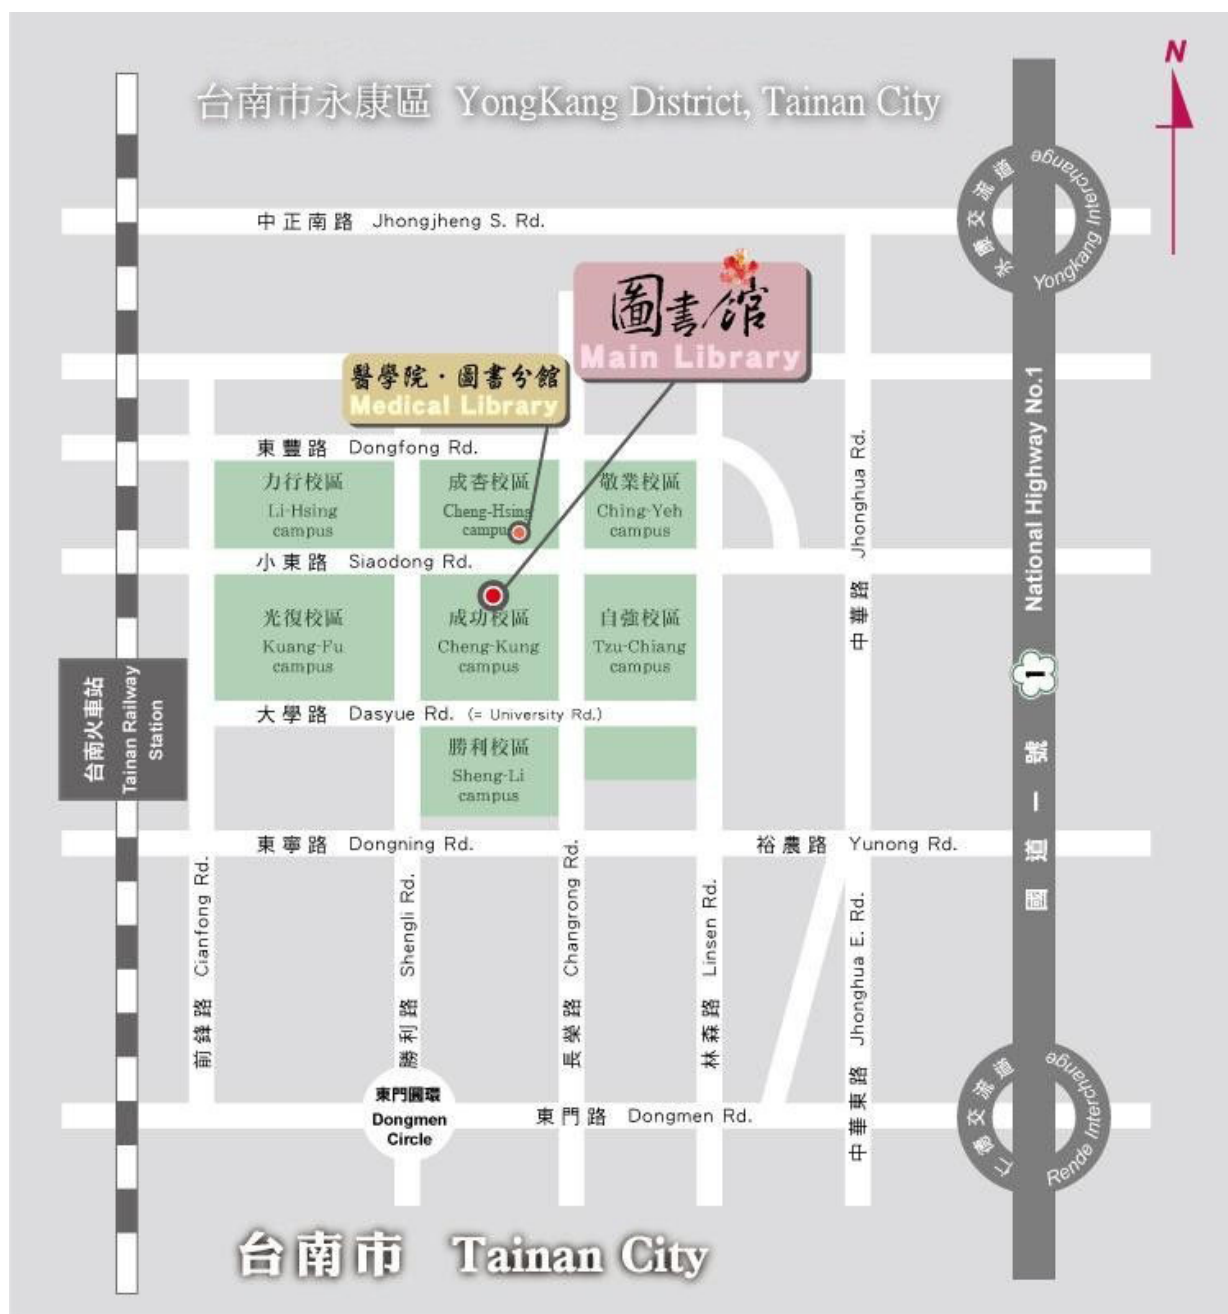 台南市永康區 YongKang District, Tainan City
N
永康交流道
Yongkang Interchange
中正南路 Jhongjheng S. Rd.
圖書館
Main Library
醫學院・圖書分館
Medical Library
東豐路 Dongfong Rd.
力行校區
Li-Hsing
campus
成杏校區
Cheng-Hsing
campus
敬業校區
Ching-Yeh
campus
小東路 Siaodong Rd.
光復校區
Kuang-Fu
campus
成功校區
Cheng-Kung
campus
自強校區
Tzu-Chiang
campus
中華路 Jhonghua Rd.
National Highway No.1
1
國道一號
台南火車站
Tainan Railway
Station
大學路 Dasyue Rd. (= University Rd.)
勝利校區
Sheng-Li
campus
東寧路 Dongning Rd.
裕農路 Yunong Rd.
前鋒路 Cianfong Rd.
勝利路 Shengli Rd.
長榮路 Changrong Rd.
林森路 Linsen Rd.
中華東路 Jhonghua E. Rd.
東門圓環
Dongmen
Circle
東門路 Dongmen Rd.
仁德交流道
Rende Interchange
台南市 Tainan City